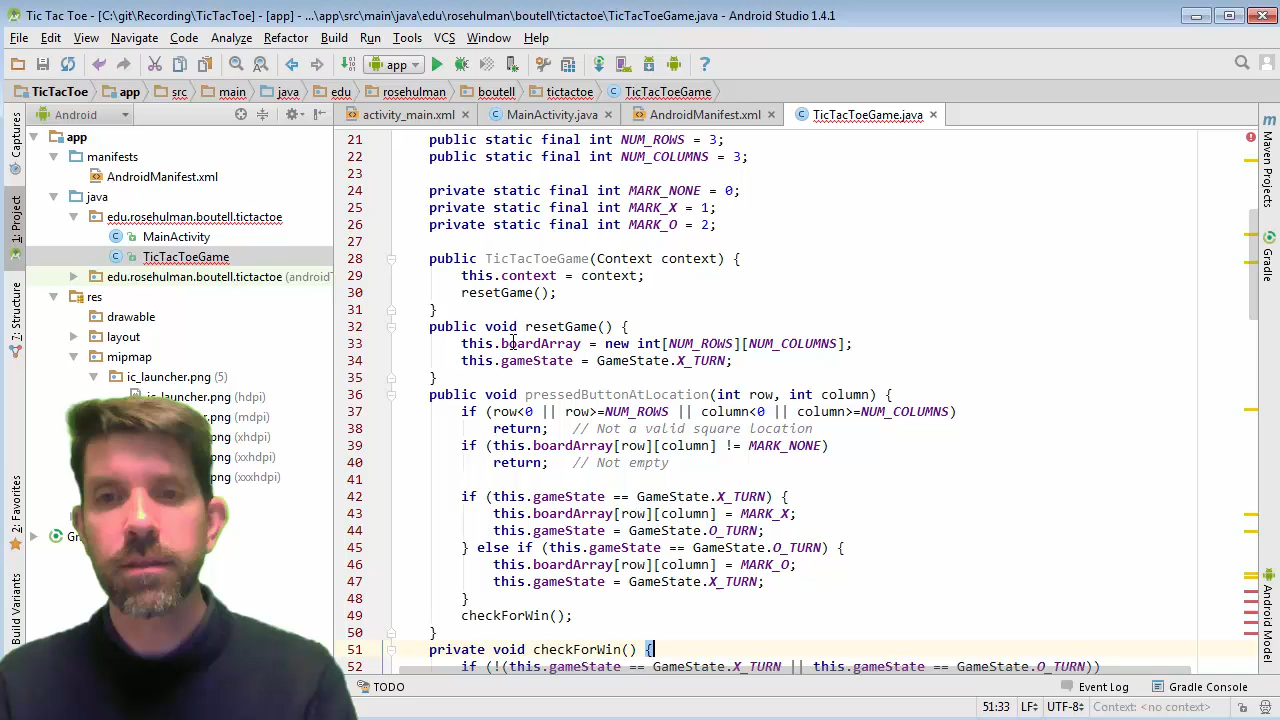 Tic Tac Toe - [C:\git\Recording\TicTacToe] - [app] - ...\app\src\main\java\edu\rosehulman\boutell\tictactoe\TicTacToeGame.java - Android Studio 1.4.1
File Edit View Navigate Code Analyze Refactor Build Run Tools VCS Window Help
app
TicTacToe app src main java edu rosehulman boutell tictactoe TicTacToeGame
Android activity_main.xml MainActivity.java AndroidManifest.xml TicTacToeGame.java
app
manifests
AndroidManifest.xml
java
edu.rosehulman.boutell.tictactoe
MainActivity
TicTacToeGame
edu.rosehulman.boutell.tictactoe (android
res
drawable
layout
mipmap
ic_launcher.png (5)
ic_launcher.png (hdpi)
png (mdpi)
png (xhdpi)
png (xxhdpi)
png (xxxhdpi)
Captures
1: Project
7: Structure
2: Favorites
Build Variants
21 public static final int NUM_ROWS = 3;
22 public static final int NUM_COLUMNS = 3;
23
24 private static final int MARK_NONE = 0;
25 private static final int MARK_X = 1;
26 private static final int MARK_O = 2;
27
28 public TicTacToeGame(Context context) {
29 this.context = context;
30 resetGame();
31 }
32 public void resetGame() {
33 this.boardArray = new int[NUM_ROWS][NUM_COLUMNS];
34 this.gameState = GameState.X_TURN;
35 }
36 public void pressedButtonAtLocation(int row, int column) {
37 if (row<0 || row>=NUM_ROWS || column<0 || column>=NUM_COLUMNS)
38 return; // Not a valid square location
39 if (this.boardArray[row][column] != MARK_NONE)
40 return; // Not empty
41
42 if (this.gameState == GameState.X_TURN) {
43 this.boardArray[row][column] = MARK_X;
44 this.gameState = GameState.O_TURN;
45 } else if (this.gameState == GameState.O_TURN) {
46 this.boardArray[row][column] = MARK_O;
47 this.gameState = GameState.X_TURN;
48 }
49 checkForWin();
50 }
51 private void checkForWin() {
52 if (!(this.gameState == GameState.X_TURN || this.gameState == GameState.O_TURN))
Maven Projects
Gradle
Android Model
TODO Event Log Gradle Console
51:33 LF÷ UTF-8÷ Context: <no context>